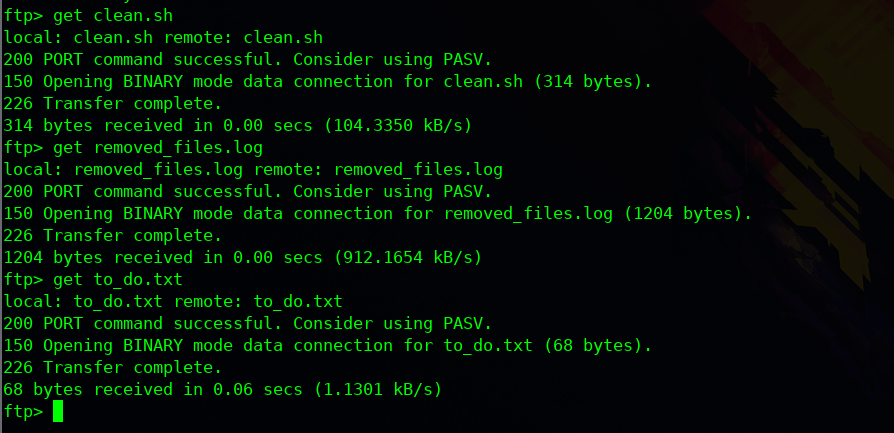 ftp> get clean.sh
local: clean.sh remote: clean.sh
200 PORT command successful. Consider using PASV.
150 Opening BINARY mode data connection for clean.sh (314 bytes).
226 Transfer complete.
314 bytes received in 0.00 secs (104.3350 kB/s)
ftp> get removed_files.log
local: removed_files.log remote: removed_files.log
200 PORT command successful. Consider using PASV.
150 Opening BINARY mode data connection for removed_files.log (1204 bytes).
226 Transfer complete.
1204 bytes received in 0.00 secs (912.1654 kB/s)
ftp> get to_do.txt
local: to_do.txt remote: to_do.txt
200 PORT command successful. Consider using PASV.
150 Opening BINARY mode data connection for to_do.txt (68 bytes).
226 Transfer complete.
68 bytes received in 0.06 secs (1.1301 kB/s)
ftp>